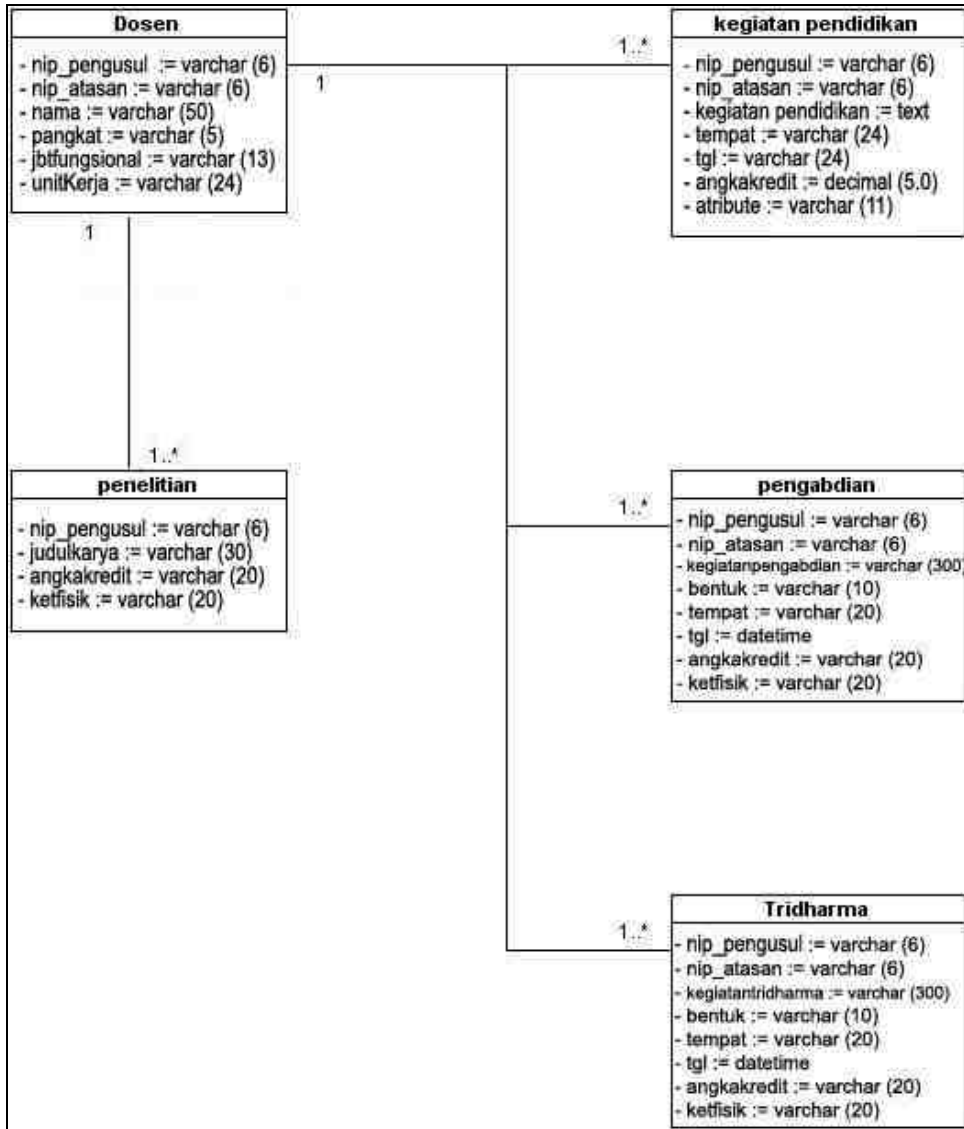 Dosen
- nip_pengusul := varchar (6)
- nip_atasan := varchar (6)
- nama := varchar (50)
- pangkat := varchar (5)
- jbtfungsional := varchar (13)
- unitKerja := varchar (24)
1
1
1..*
kegiatan pendidikan
- nip_pengusul := varchar (6)
- nip_atasan := varchar (6)
- kegiatan pendidikan := text
- tempat := varchar (24)
- tgl := varchar (24)
- angkakredit := decimal (5.0)
- atribute := varchar (11)
1..*
penelitian
- nip_pengusul := varchar (6)
- judulkarya := varchar (30)
- angkakredit := varchar (20)
- ketfisik := varchar (20)
1..*
pengabdian
- nip_pengusul := varchar (6)
- nip_atasan := varchar (6)
- kegiatanpengabdian := varchar (300)
- bentuk := varchar (10)
- tempat := varchar (20)
- tgl := datetime
- angkakredit := varchar (20)
- ketfisik := varchar (20)
1..*
Tridharma
- nip_pengusul := varchar (6)
- nip_atasan := varchar (6)
- kegiatantridharma := varchar (300)
- bentuk := varchar (10)
- tempat := varchar (20)
- tgl := datetime
- angkakredit := varchar (20)
- ketfisik := varchar (20)